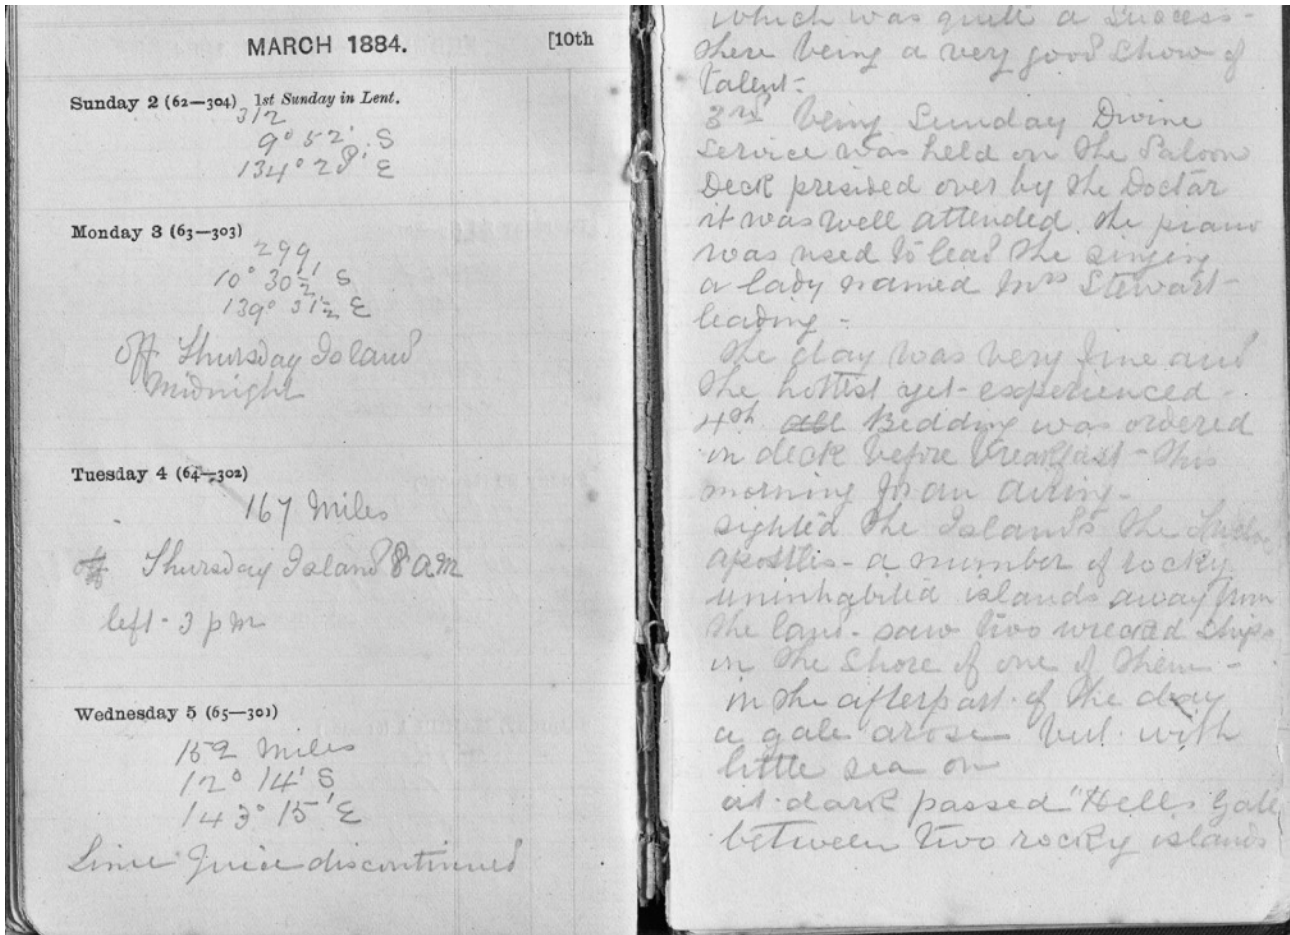 MARCH 1884. [10th
Sunday 2 (62—304) 1st Sunday in Lent.
312
9° 52' S
134° 28' E
Monday 3 (63—303)
299
10° 30½' S
139° 31½' E
off Thursday Island
Midnight
Tuesday 4 (64—302)
167 Miles
off Thursday Island 8 am
left - 3 pm
Wednesday 5 (65—301)
159 Miles
12° 14' S
143° 15' E
Lime Juice discontinued
which was quite a success -
there being a very good show of
talent -
3rd being Sunday Divine
service was held on the Saloon
Deck presided over by the Doctar
it was well attended the piano
was used to lead the singing
a lady named Mrs Stewart -
leading -
the day was very fine and
the hottest yet - experienced -
4th all Bedding was ordered
on deck before breakfast - this
morning for an airing -
sighted the Islands the
apostles - a number of rocky
uninhabited islands away from
the land - saw two wrecked ships
on the shore of one of them -
in the afterpart of the day
a gale arose but with
little sea on
at dark passed "Hells Gate
between two rocky islands